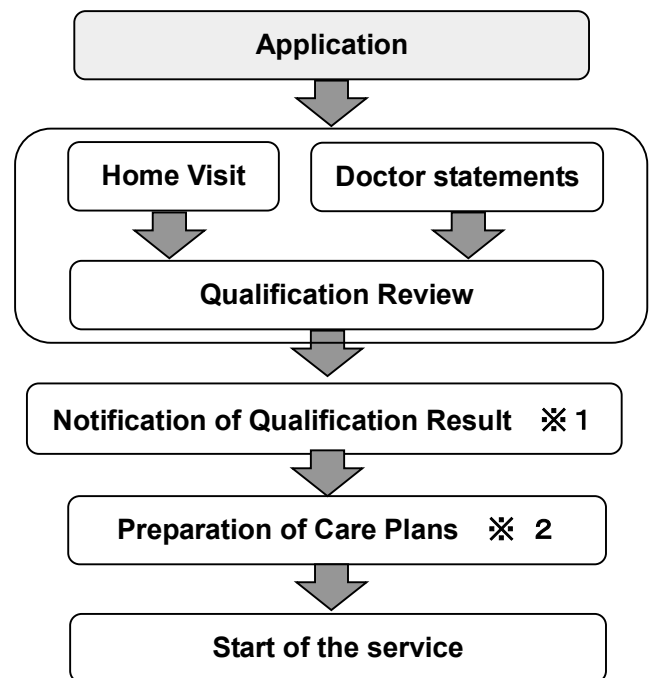 Application
Home Visit
Doctor statements
Qualification Review
Notification of Qualification Result ※1
Preparation of Care Plans ※ 2
Start of the service